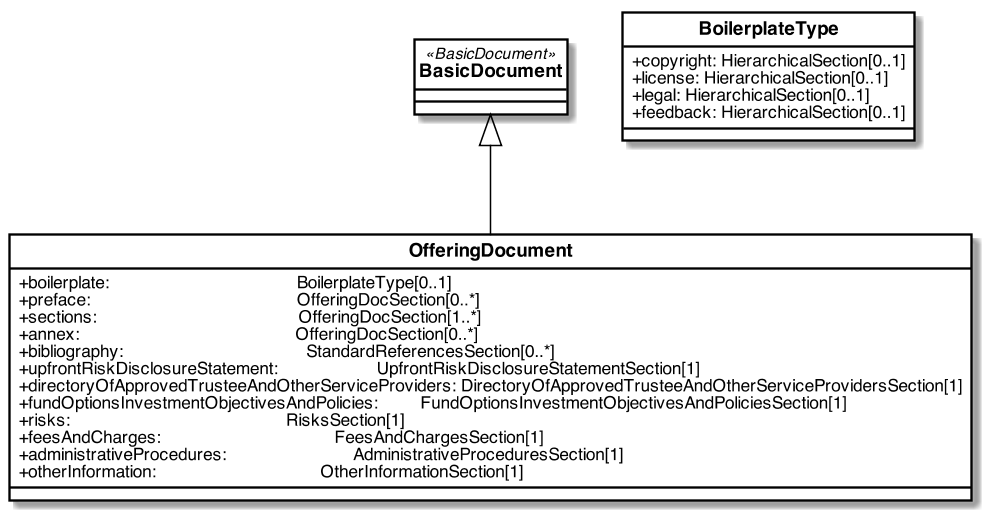 «BasicDocument»
BasicDocument
BoilerplateType
+copyright: HierarchicalSection[0..1]
+license: HierarchicalSection[0..1]
+legal: HierarchicalSection[0..1]
+feedback: HierarchicalSection[0..1]
OfferingDocument
+boilerplate: BoilerplateType[0..1]
+preface: OfferingDocSection[0..*]
+sections: OfferingDocSection[1..*]
+annex: OfferingDocSection[0..*]
+bibliography: StandardReferencesSection[0..*]
+upfrontRiskDisclosureStatement: UpfrontRiskDisclosureStatementSection[1]
+directoryOfApprovedTrusteeAndOtherServiceProviders: DirectoryOfApprovedTrusteeAndOtherServiceProvidersSection[1]
+fundOptionsInvestmentObjectivesAndPolicies: FundOptionsInvestmentObjectivesAndPoliciesSection[1]
+risks: RisksSection[1]
+feesAndCharges: FeesAndChargesSection[1]
+administrativeProcedures: AdministrativeProceduresSection[1]
+otherInformation: OtherInformationSection[1]